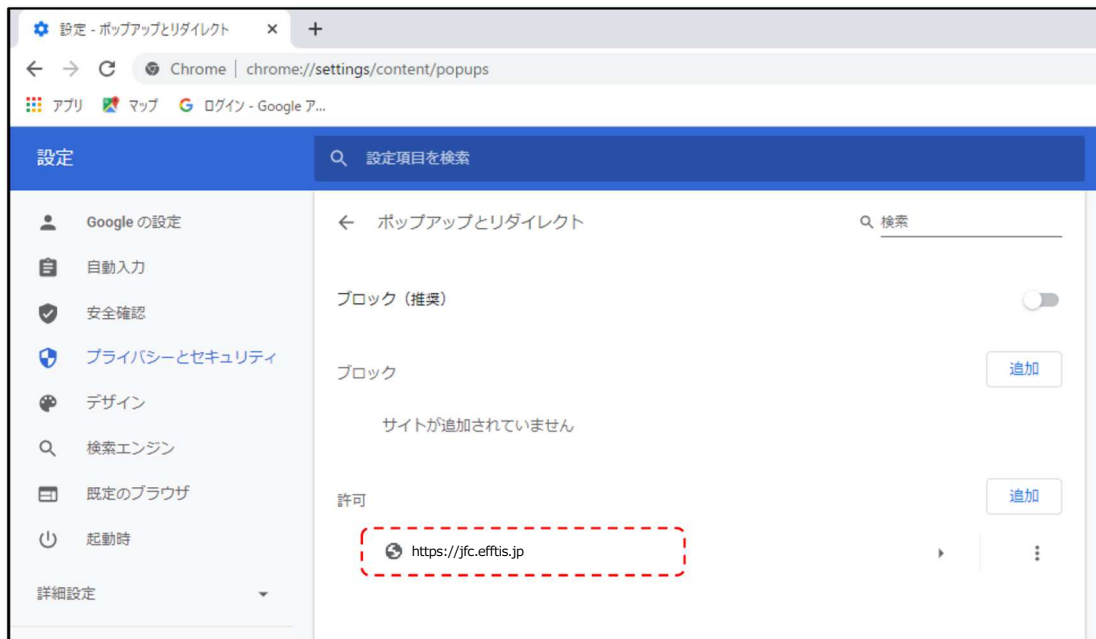 設定 - ポップアップとリダイレクト
Chrome | chrome://settings/content/popups
アプリ マップ G ログイン - Google ア...
設定
設定項目を検索
Google の設定
自動入力
安全確認
プライバシーとセキュリティ
デザイン
検索エンジン
既定のブラウザ
起動時
詳細設定
ポップアップとリダイレクト
検索
ブロック（推奨）
ブロック
追加
サイトが追加されていません
許可
追加
https://jfc.efftis.jp